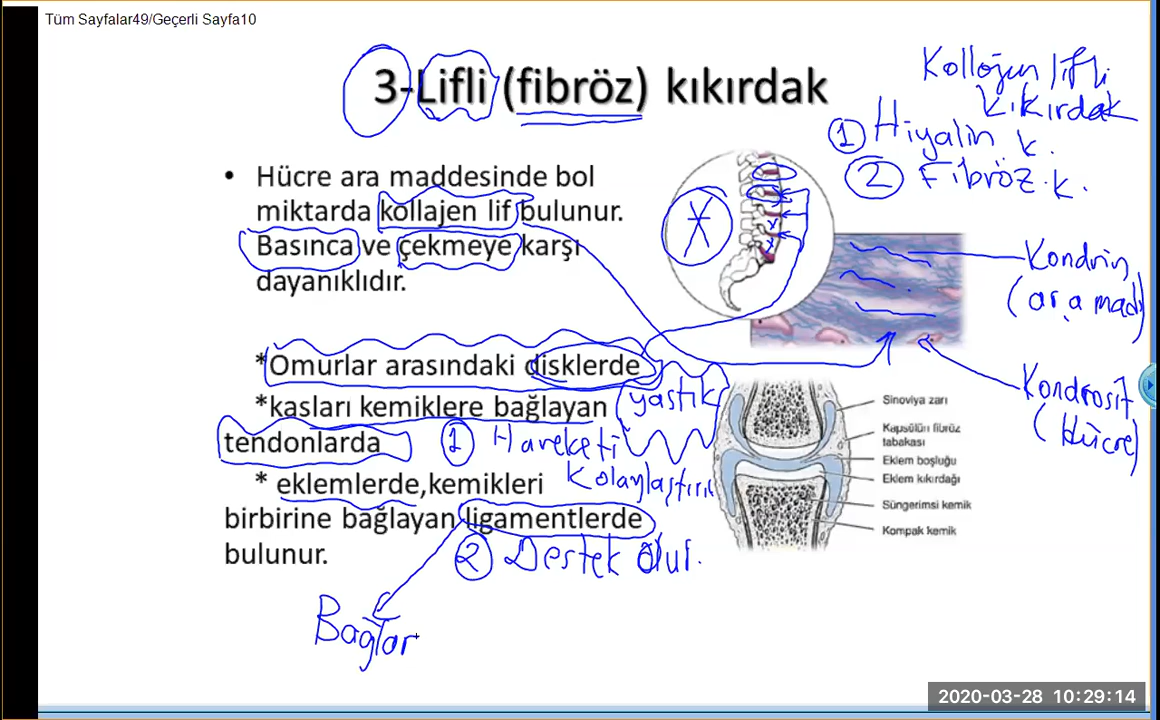 Tüm Sayfalar49/Geçerli Sayfa10
3-Lifli (fibröz) kıkırdak
Kollojen lifli
kıkırdak
① Hiyalin k.
② Fibröz k.
• Hücre ara maddesinde bol
miktarda kollajen lif bulunur.
Basınca ve çekmeye karşı
dayanıklıdır.
Kondrin
(ara mad)
*Omurlar arasındaki disklerde
*kasları kemiklere bağlayan
yastık
tendonlarda
① Hareketi
Kolaylaştırır
* eklemlerde,kemikleri
birbirine bağlayan ligamentlerde
bulunur.
② Destek olur.
Bağlar
Kondrosit
(Hücre)
Sinoviya zarı
Kapsülün fibröz
tabakası
Eklem boşluğu
Eklem kıkırdağı
Süngerimsi kemik
Kompak kemik
2020-03-28 10:29:14